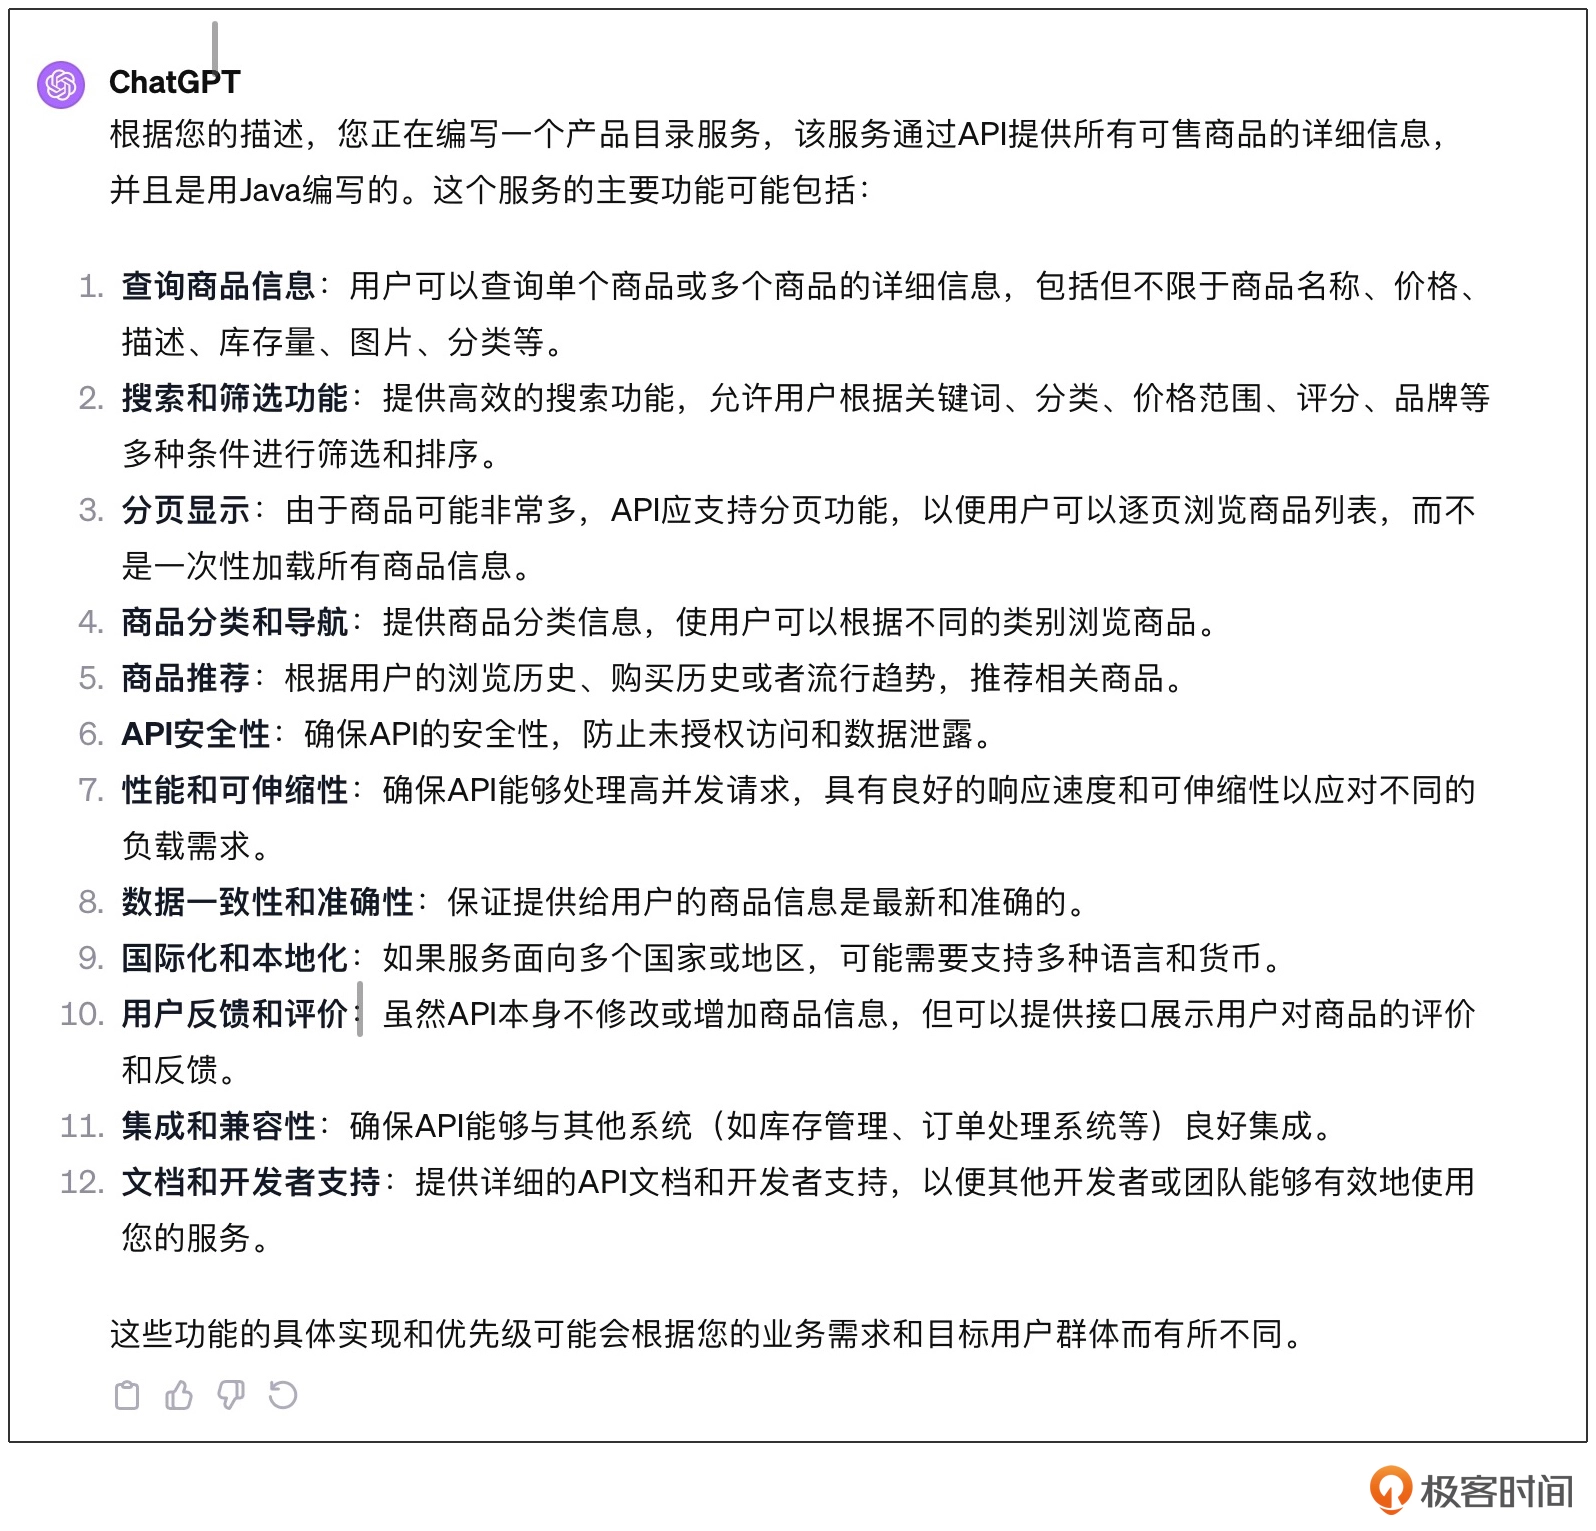 ChatGPT
根据您的描述，您正在编写一个产品目录服务，该服务通过API提供所有可售商品的详细信息，
并且是用Java编写的。这个服务的主要功能可能包括：
1. 查询商品信息：用户可以查询单个商品或多个商品的详细信息，包括但不限于商品名称、价格、
描述、库存量、图片、分类等。
2. 搜索和筛选功能：提供高效的搜索功能，允许用户根据关键词、分类、价格范围、评分、品牌等
多种条件进行筛选和排序。
3. 分页显示：由于商品可能非常多，API应支持分页功能，以便用户可以逐页浏览商品列表，而不
是一次性加载所有商品信息。
4. 商品分类和导航：提供商品分类信息，使用户可以根据不同的类别浏览商品。
5. 商品推荐：根据用户的浏览历史、购买历史或者流行趋势，推荐相关商品。
6. API安全性：确保API的安全性，防止未授权访问和数据泄露。
7. 性能和可伸缩性：确保API能够处理高并发请求，具有良好的响应速度和可伸缩性以应对不同的
负载需求。
8. 数据一致性和准确性：保证提供给用户的商品信息是最新和准确的。
9. 国际化和本地化：如果服务面向多个国家或地区，可能需要支持多种语言和货币。
10. 用户反馈和评价：虽然API本身不修改或增加商品信息，但可以提供接口展示用户对商品的评价
和反馈。
11. 集成和兼容性：确保API能够与其他系统（如库存管理、订单处理系统等）良好集成。
12. 文档和开发者支持：提供详细的API文档和开发者支持，以便其他开发者或团队能够有效地使用
您的服务。
这些功能的具体实现和优先级可能会根据您的业务需求和目标用户群体而有所不同。
极客时间